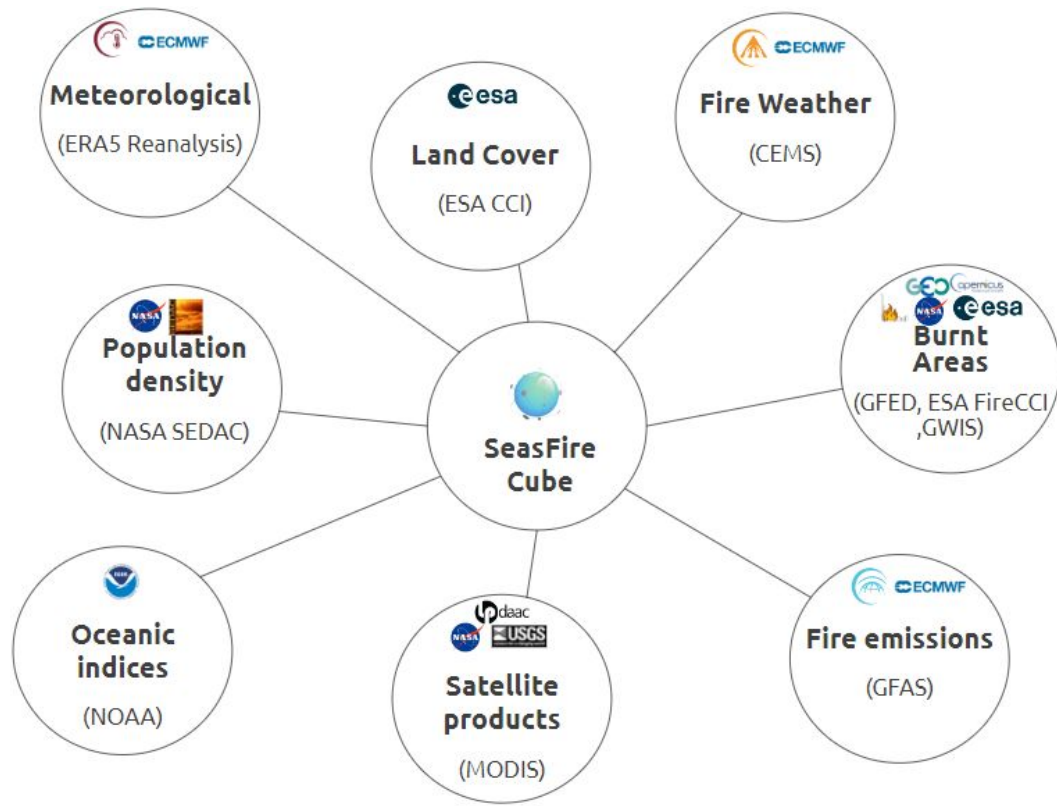 ECMWF
Meteorological
(ERA5 Reanalysis)
esa
Land Cover
(ESA CCI)
ECMWF
Fire Weather
(CEMS)
NASA
Population
density
(NASA SEDAC)
SeasFire
Cube
GEO opernicus
NASA esa
Burnt
Areas
(GFED, ESA FireCCI
,GWIS)
Oceanic
indices
(NOAA)
daac
NASA USGS
Satellite
products
(MODIS)
ECMWF
Fire emissions
(GFAS)